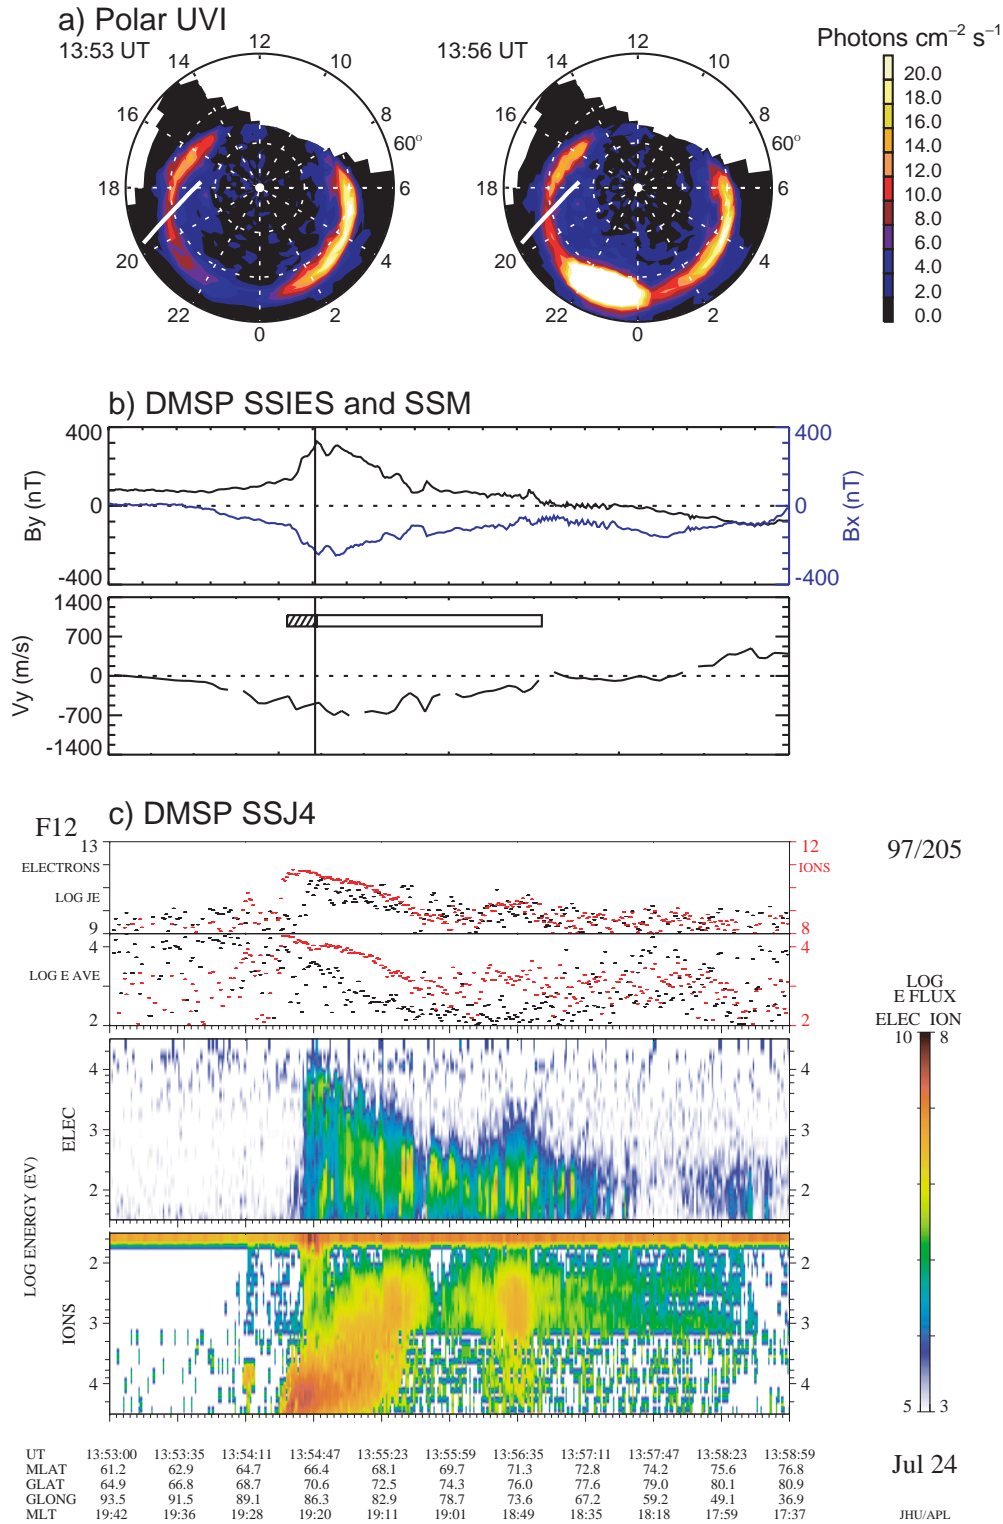 a) Polar UVI
13:53 UT
13:56 UT
Photons cm⁻² s⁻¹
12
14
10
16
18
20
22
0
2
12
14
10
16
8
60°
18
6
20
4
22
2
0
8
60°
6
4
20.0
18.0
16.0
14.0
12.0
10.0
8.0
6.0
4.0
2.0
0.0
b) DMSP SSIES and SSM
400
0
-400
By (nT)
400
0
-400
Bx (nT)
1400
700
0
-700
-1400
Vy (m/s)
c) DMSP SSJ4
F12
97/205
13
ELECTRONS
LOG JE
9
12
IONS
8
4
LOG E AVE
2
4
2
LOG
E FLUX
ELEC ION
10 8
5 3
LOG ENERGY (EV)
ELEC
4
3
2
4
3
2
IONS
2
3
4
2
3
4
UT 13:53:00 13:53:35 13:54:11 13:54:47 13:55:23 13:55:59 13:56:35 13:57:11 13:57:47 13:58:23 13:58:59
MLAT 61.2 62.9 64.7 66.4 68.1 69.7 71.3 72.8 74.2 75.6 76.8
GLAT 64.9 66.8 68.7 70.6 72.5 74.3 76.0 77.6 79.0 80.1 80.9
GLONG 93.5 91.5 89.1 86.3 82.9 78.7 73.6 67.2 59.2 49.1 36.9
MLT 19:42 19:36 19:28 19:20 19:11 19:01 18:49 18:35 18:18 17:59 17:37
Jul 24
JHU/APL